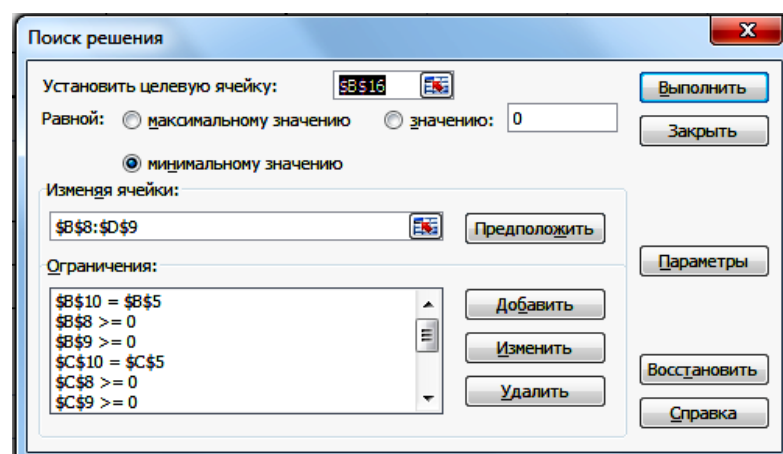 Поиск решения
X
Установить целевую ячейку: $B$16
Выполнить
Равной: максимальному значению значению: 0
Закрыть
минимальному значению
Изменяя ячейки:
$B$8:$D$9
Предположить
Параметры
Ограничения:
$B$10 = $B$5
$B$8 >= 0
$B$9 >= 0
$C$10 = $C$5
$C$8 >= 0
$C$9 >= 0
Добавить
Изменить
Удалить
Восстановить
Справка